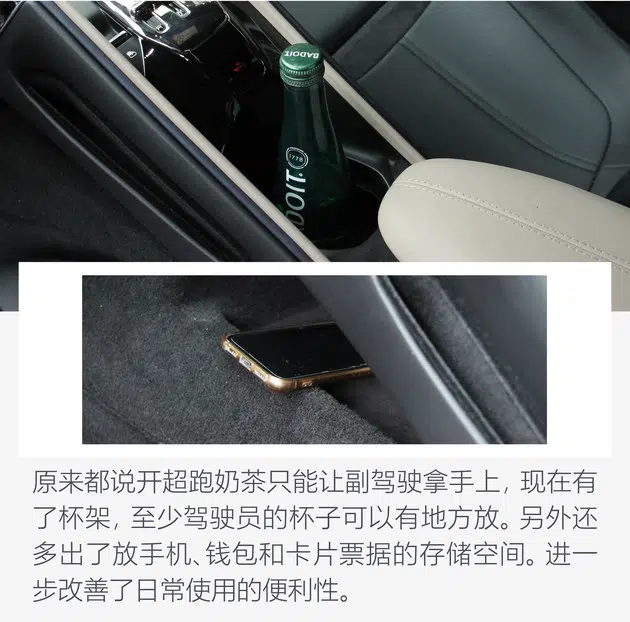 BADOIT
1778
DOIT.
原来都说开超跑奶茶只能让副驾驶拿手上, 现在有
了杯架, 至少驾驶员的杯子可以有地方放。另外还
多出了放手机、钱包和卡片票据的存储空间。进一
步改善了日常使用的便利性。